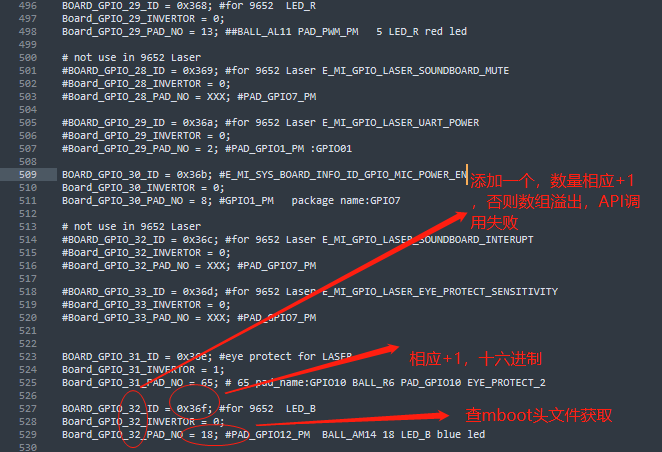 496 BOARD_GPIO_29_ID = 0x368; #for 9652 LED_R
497 Board_GPIO_29_INVERTOR = 0;
498 Board_GPIO_29_PAD_NO = 13; ##BALL_AL11 PAD_PWM_PM 5 LED_R red led
499
500 # not use in 9652 Laser
501 #BOARD_GPIO_28_ID = 0x369; #for 9652 Laser E_MI_GPIO_LASER_SOUNDBOARD_MUTE
502 #Board_GPIO_28_INVERTOR = 0;
503 #Board_GPIO_28_PAD_NO = XXX; #PAD_GPIO7_PM
504
505 #BOARD_GPIO_29_ID = 0x36a; #for 9652 Laser E_MI_GPIO_LASER_UART_POWER
506 #Board_GPIO_29_INVERTOR = 0;
507 #Board_GPIO_29_PAD_NO = 2; #PAD_GPIO1_PM :GPIO01
508
509 BOARD_GPIO_30_ID = 0x36b; #E_MI_SYS_BOARD_INFO_ID_GPIO_MIC_POWER_EN
510 Board_GPIO_30_INVERTOR = 0;
511 Board_GPIO_30_PAD_NO = 8; #GPIO1_PM package name:GPIO7
512
513 # not use in 9652 Laser
514 #BOARD_GPIO_32_ID = 0x36c; #for 9652 Laser E_MI_GPIO_LASER_SOUNDBOARD_INTERUPT
515 #Board_GPIO_32_INVERTOR = 0;
516 #Board_GPIO_32_PAD_NO = XXX; #PAD_GPIO7_PM
517
518 #BOARD_GPIO_33_ID = 0x36d; #for 9652 Laser E_MI_GPIO_LASER_EYE_PROTECT_SENSITIVITY
519 #Board_GPIO_33_INVERTOR = 0;
520 #Board_GPIO_33_PAD_NO = XXX; #PAD_GPIO7_PM
521
522
523 BOARD_GPIO_31_ID = 0x36e; #eye protect for LASER
524 Board_GPIO_31_INVERTOR = 1;
525 Board_GPIO_31_PAD_NO = 65; # 65 pad_name:GPIO10 BALL_R6 PAD_GPIO10 EYE_PROTECT_2
526
527 BOARD_GPIO_32_ID = 0x36f; #for 9652 LED_B
528 Board_GPIO_32_INVERTOR = 0;
529 Board_GPIO_32_PAD_NO = 18; #PAD_GPIO12_PM BALL_AM14 18 LED_B blue led
530
添加一个，数量相应+1
，否则数组溢出，API调
用失败
相应+1，十六进制
查mboot头文件获取